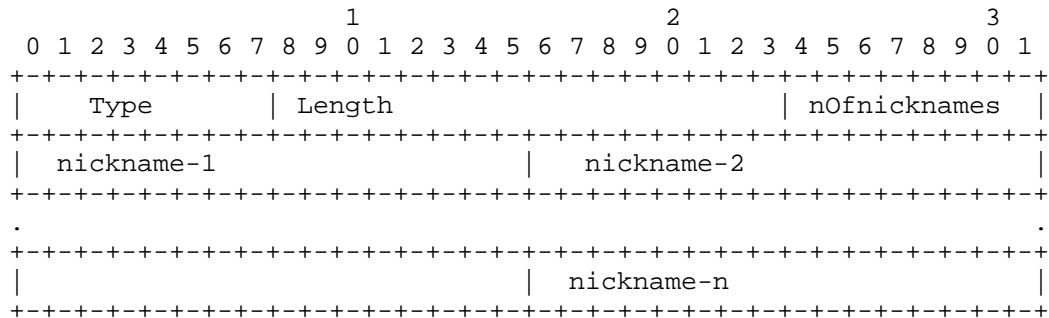 1                   2                   3
 0 1 2 3 4 5 6 7 8 9 0 1 2 3 4 5 6 7 8 9 0 1 2 3 4 5 6 7 8 9 0 1
+-+-+-+-+-+-+-+-+-+-+-+-+-+-+-+-+-+-+-+-+-+-+-+-+-+-+-+-+-+-+-+-+
|    Type       | Length                        | nOfnicknames  |
+-+-+-+-+-+-+-+-+-+-+-+-+-+-+-+-+-+-+-+-+-+-+-+-+-+-+-+-+-+-+-+-+
|  nickname-1                   |   nickname-2                  |
+-+-+-+-+-+-+-+-+-+-+-+-+-+-+-+-+-+-+-+-+-+-+-+-+-+-+-+-+-+-+-+-+
.                                                               .
+-+-+-+-+-+-+-+-+-+-+-+-+-+-+-+-+-+-+-+-+-+-+-+-+-+-+-+-+-+-+-+-+
|                               |  nickname-n                   |
+-+-+-+-+-+-+-+-+-+-+-+-+-+-+-+-+-+-+-+-+-+-+-+-+-+-+-+-+-+-+-+-+